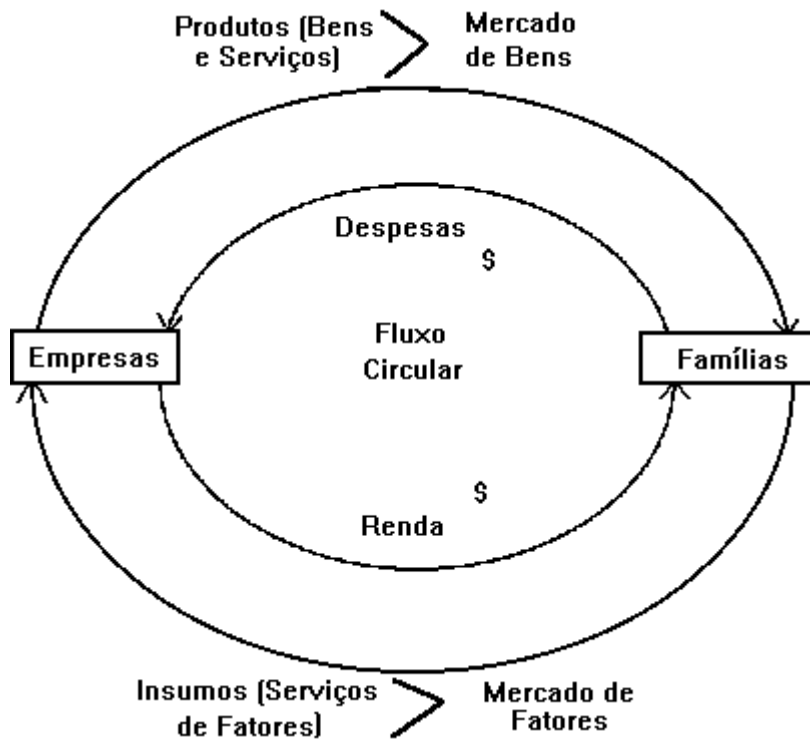 Produtos (Bens
e Serviços)
Mercado
de Bens
Despesas
$
Empresas
Fluxo
Circular
Famílias
$
Renda
Insumos (Serviços
de Fatores)
Mercado de
Fatores